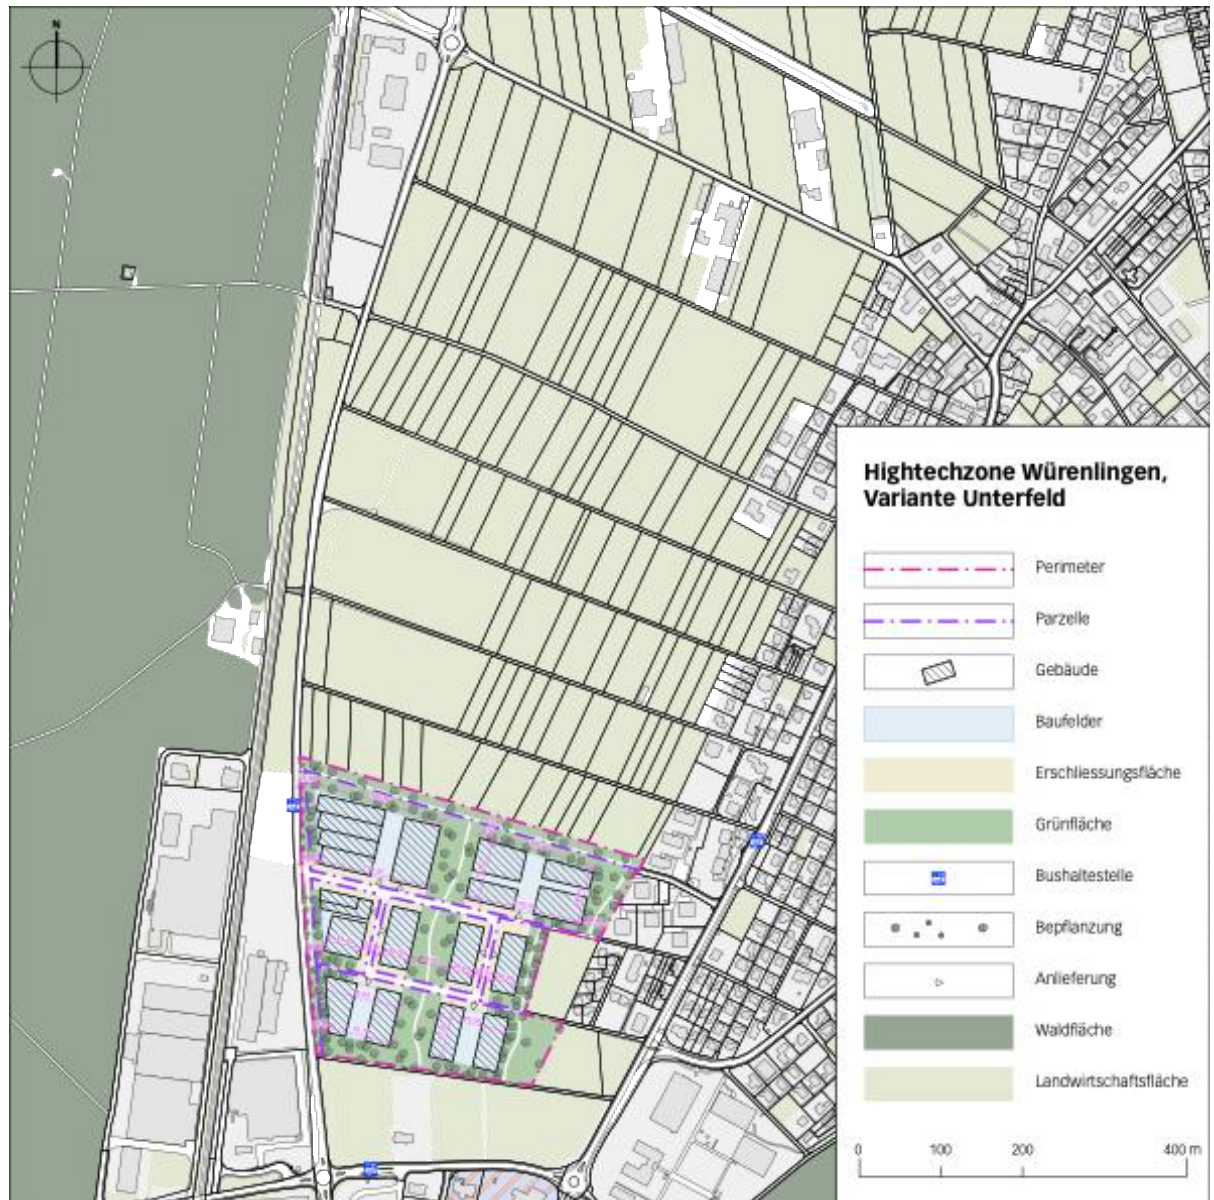 N
Hightechzone Würenlingen,
Variante Unterfeld
Perimeter
Parzelle
Gebäude
Baufelder
Erschliessungsfläche
Grünfläche
Bushaltestelle
Bepflanzung
Anlieferung
Waldfläche
Landwirtschaftsfläche
0 100 200 400 m